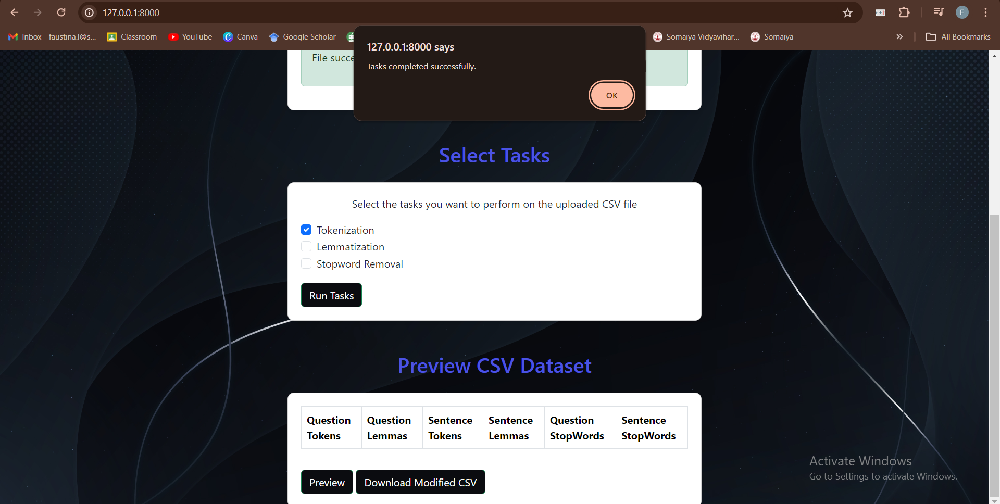 127.0.0.1:8000
F
Inbox - faustina.l@s...
Classroom
YouTube
Canva
Google Scholar
Somaiya Vidyavihar...
Somaiya
»
All Bookmarks
127.0.0.1:8000 says
Tasks completed successfully.
OK
File succe
Select Tasks
Select the tasks you want to perform on the uploaded CSV file
Tokenization
Lemmatization
Stopword Removal
Run Tasks
Preview CSV Dataset
Question Tokens
Question Lemmas
Sentence Tokens
Sentence Lemmas
Question StopWords
Sentence StopWords
Preview
Download Modified CSV
Activate Windows
Go to Settings to activate Windows.